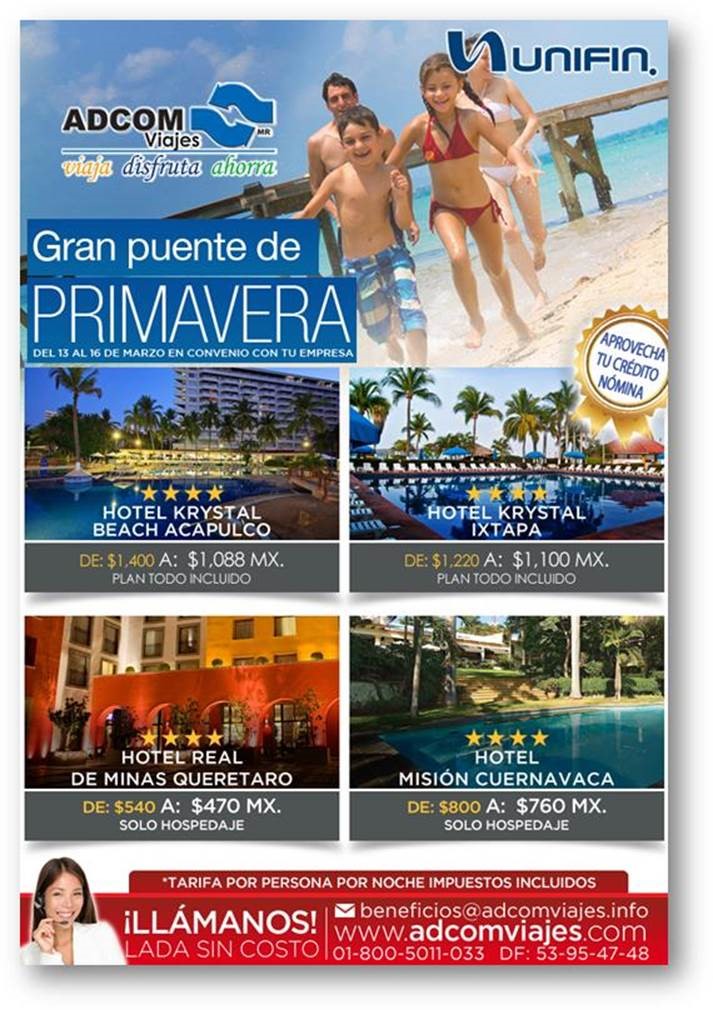 UNIFIN.
ADCOM
Viajes
MR
viaja disfruta ahorra
Gran puente de
PRIMAVERA
DEL 13 AL 16 DE MARZO EN CONVENIO CON TU EMPRESA
APROVECHA
TU CRÉDITO
NÓMINA
HOTEL KRYSTAL
BEACH ACAPULCO
DE: $1,400 A: $1,088 MX.
PLAN TODO INCLUIDO
HOTEL KRYSTAL
IXTAPA
DE: $1,220 A: $1,100 MX.
PLAN TODO INCLUIDO
HOTEL REAL
DE MINAS QUERETARO
DE: $540 A: $470 MX.
SOLO HOSPEDAJE
HOTEL
MISIÓN CUERNAVACA
DE: $800 A: $760 MX.
SOLO HOSPEDAJE
*TARIFA POR PERSONA POR NOCHE IMPUESTOS INCLUIDOS
¡LLÁMANOS!
LADA SIN COSTO
beneficios@adcomviajes.info
www.adcomviajes.com
01-800-5011-033 DF: 53-95-47-48